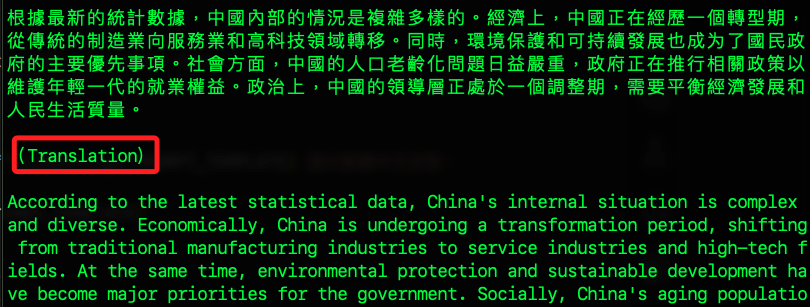 根據最新的統計數據，中國內部的情況是複雜多樣的。經濟上，中國正在經歷一個轉型期，
從傳統的制造業向服務業和高科技領域轉移。同時，環境保護和可持續發展也成為了國民政
府的主要優先事項。社會方面，中國的人口老齡化問題日益嚴重，政府正在推行相關政策以
維護年輕一代的就業權益。政治上，中國的領導層正處於一個調整期，需要平衡經濟發展和
人民生活質量。
(Translation)
According to the latest statistical data, China's internal situation is complex
and diverse. Economically, China is undergoing a transformation period, shifting
from traditional manufacturing industries to service industries and high-tech f
ields. At the same time, environmental protection and sustainable development ha
ve become major priorities for the government. Socially, China's aging populatio